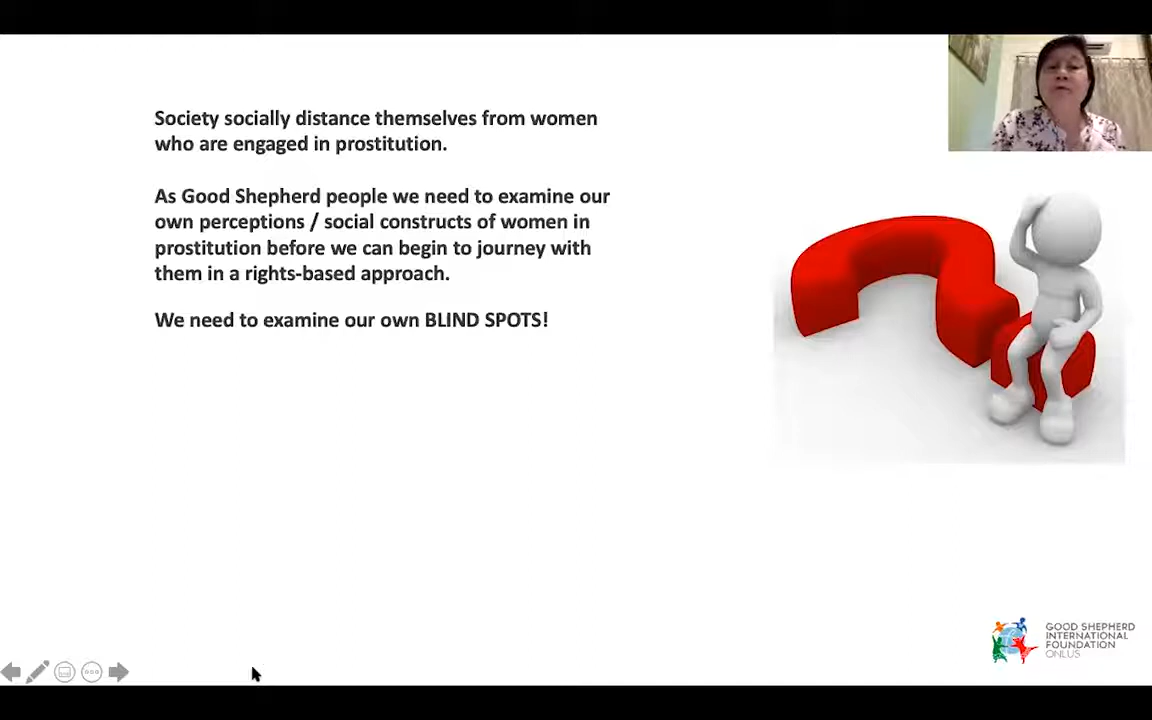 Society socially distance themselves from women
who are engaged in prostitution.
As Good Shepherd people we need to examine our
own perceptions / social constructs of women in
prostitution before we can begin to journey with
them in a rights-based approach.
We need to examine our own BLIND SPOTS!
GOOD SHEPHERD
INTERNATIONAL
FOUNDATION
ONLUS